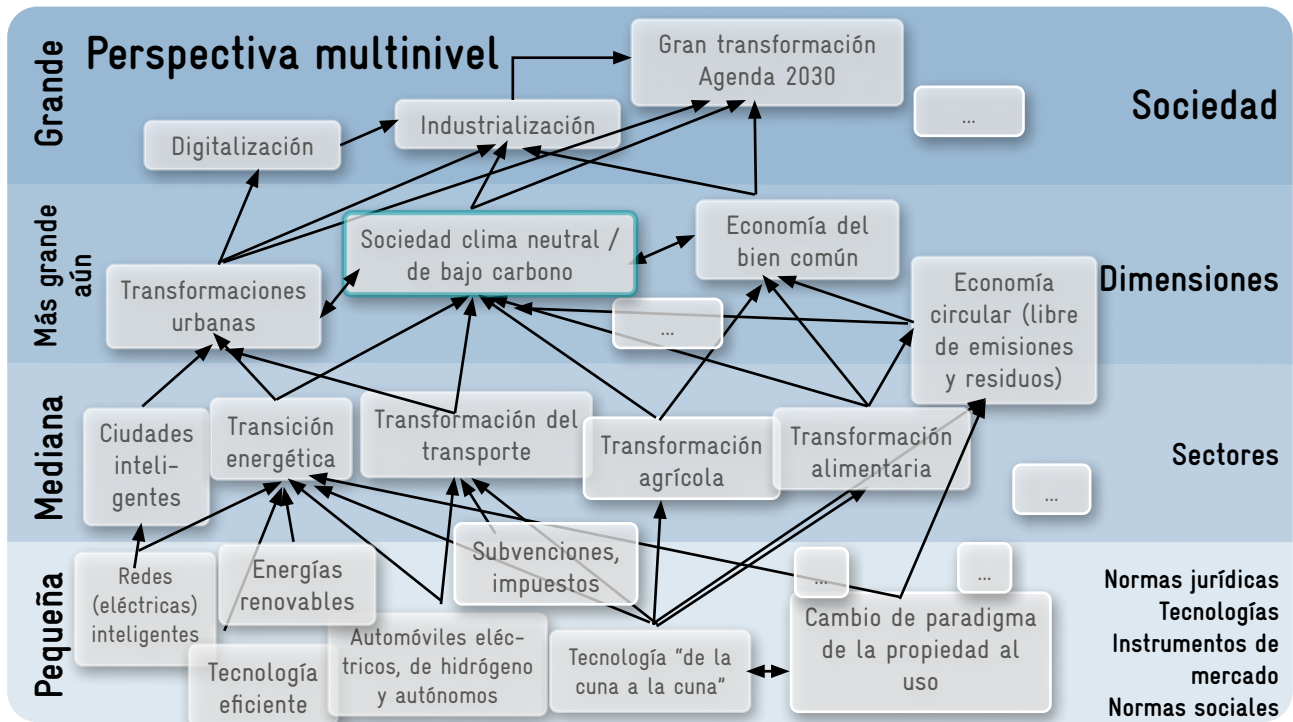 Perspectiva multinivel
Grande
Sociedad
Gran transformación
Agenda 2030
...
Industrialización
Digitalización
Más grande
aún
Dimensiones
Sociedad clima neutral /
de bajo carbono
Economía del
bien común
Transformaciones
urbanas
...
Economía
circular (libre
de emisiones
y residuos)
Mediana
Sectores
Ciudades
inteli-
gentes
Transición
energética
Transformación del
transporte
Transformación
agrícola
Transformación
alimentaria
...
Pequeña
Normas jurídicas
Tecnologías
Instrumentos de
mercado
Normas sociales
Redes
(eléctricas)
inteligentes
Energías
renovables
Subvenciones,
impuestos
...
...
Tecnología
eficiente
Automóviles eléc-
tricos, de hidrógeno
y autónomos
Tecnología “de la
cuna a la cuna”
Cambio de paradigma
de la propiedad al
uso